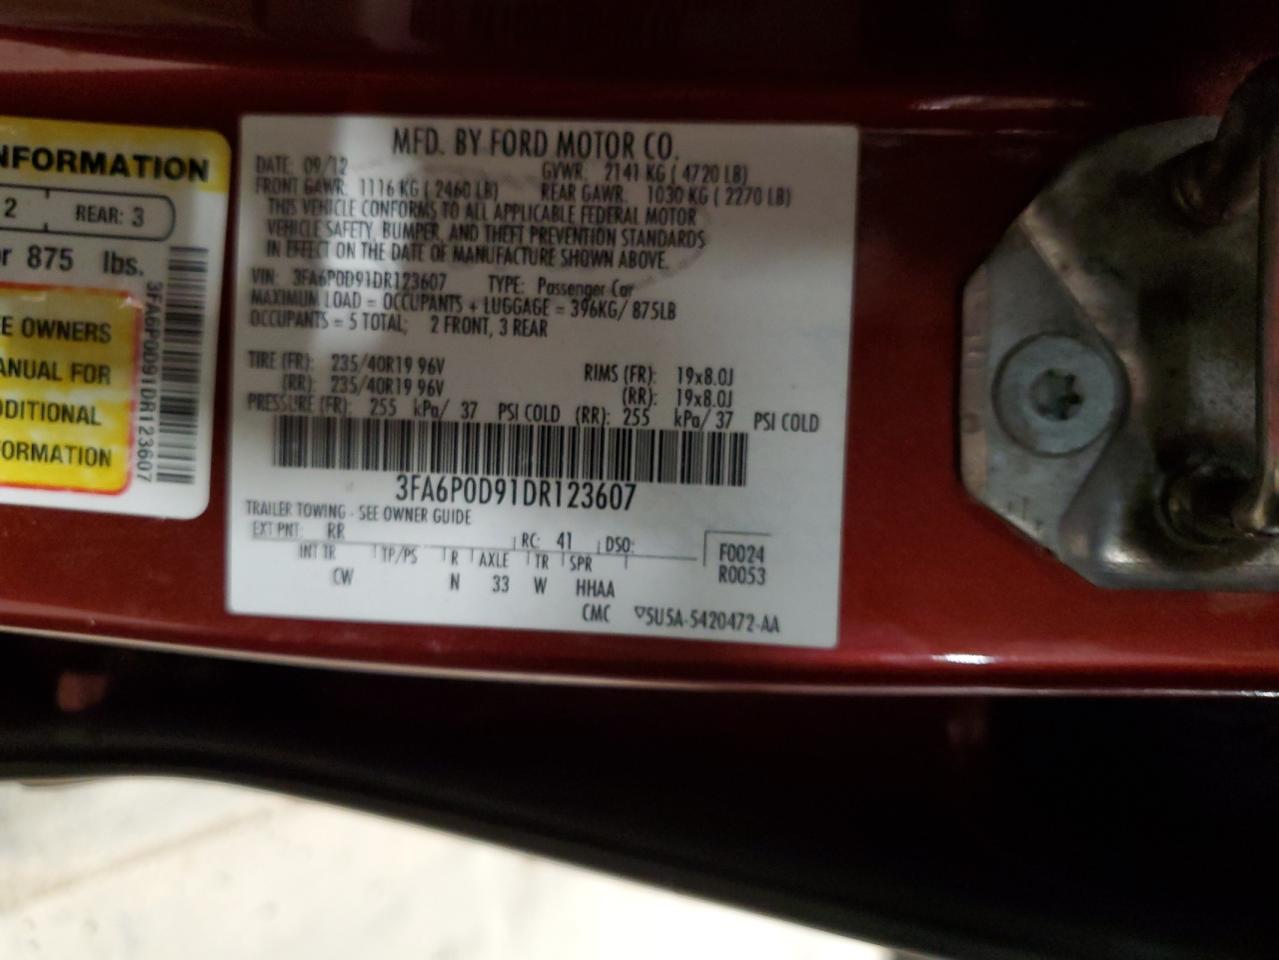 NFORMATION
2 REAR: 3
r 875 lbs.
E OWNERS
ANUAL FOR
DDITIONAL
FORMATION
3FA6P0D91DR123607
MFD. BY FORD MOTOR CO.
DATE: 09/12 GVWR: 2141 KG ( 4720 LB)
FRONT GAWR: 1116 KG ( 2460 LB) REAR GAWR: 1030 KG ( 2270 LB)
THIS VEHICLE CONFORMS TO ALL APPLICABLE FEDERAL MOTOR
VEHICLE SAFETY, BUMPER, AND THEFT PREVENTION STANDARDS
IN EFFECT ON THE DATE OF MANUFACTURE SHOWN ABOVE.
VIN: 3FA6P0D91DR123607 TYPE: Passenger Car
MAXIMUM LOAD = OCCUPANTS + LUGGAGE = 396KG/ 875LB
OCCUPANTS = 5 TOTAL; 2 FRONT, 3 REAR
TIRE (FR): 235/40R19 96V RIMS (FR): 19x8.0J
(RR): 235/40R19 96V (RR): 19x8.0J
PRESSURE (FR): 255 kPa/ 37 PSI COLD (RR): 255 kPa/ 37 PSI COLD
3FA6P0D91DR123607
TRAILER TOWING - SEE OWNER GUIDE
EXT PNT: RR RC: 41 DSO: F0024
INT TR TP/PS R AXLE TR SPR R0053
CW N 33 W HHAA
CMC ▽5U5A-5420472-AA